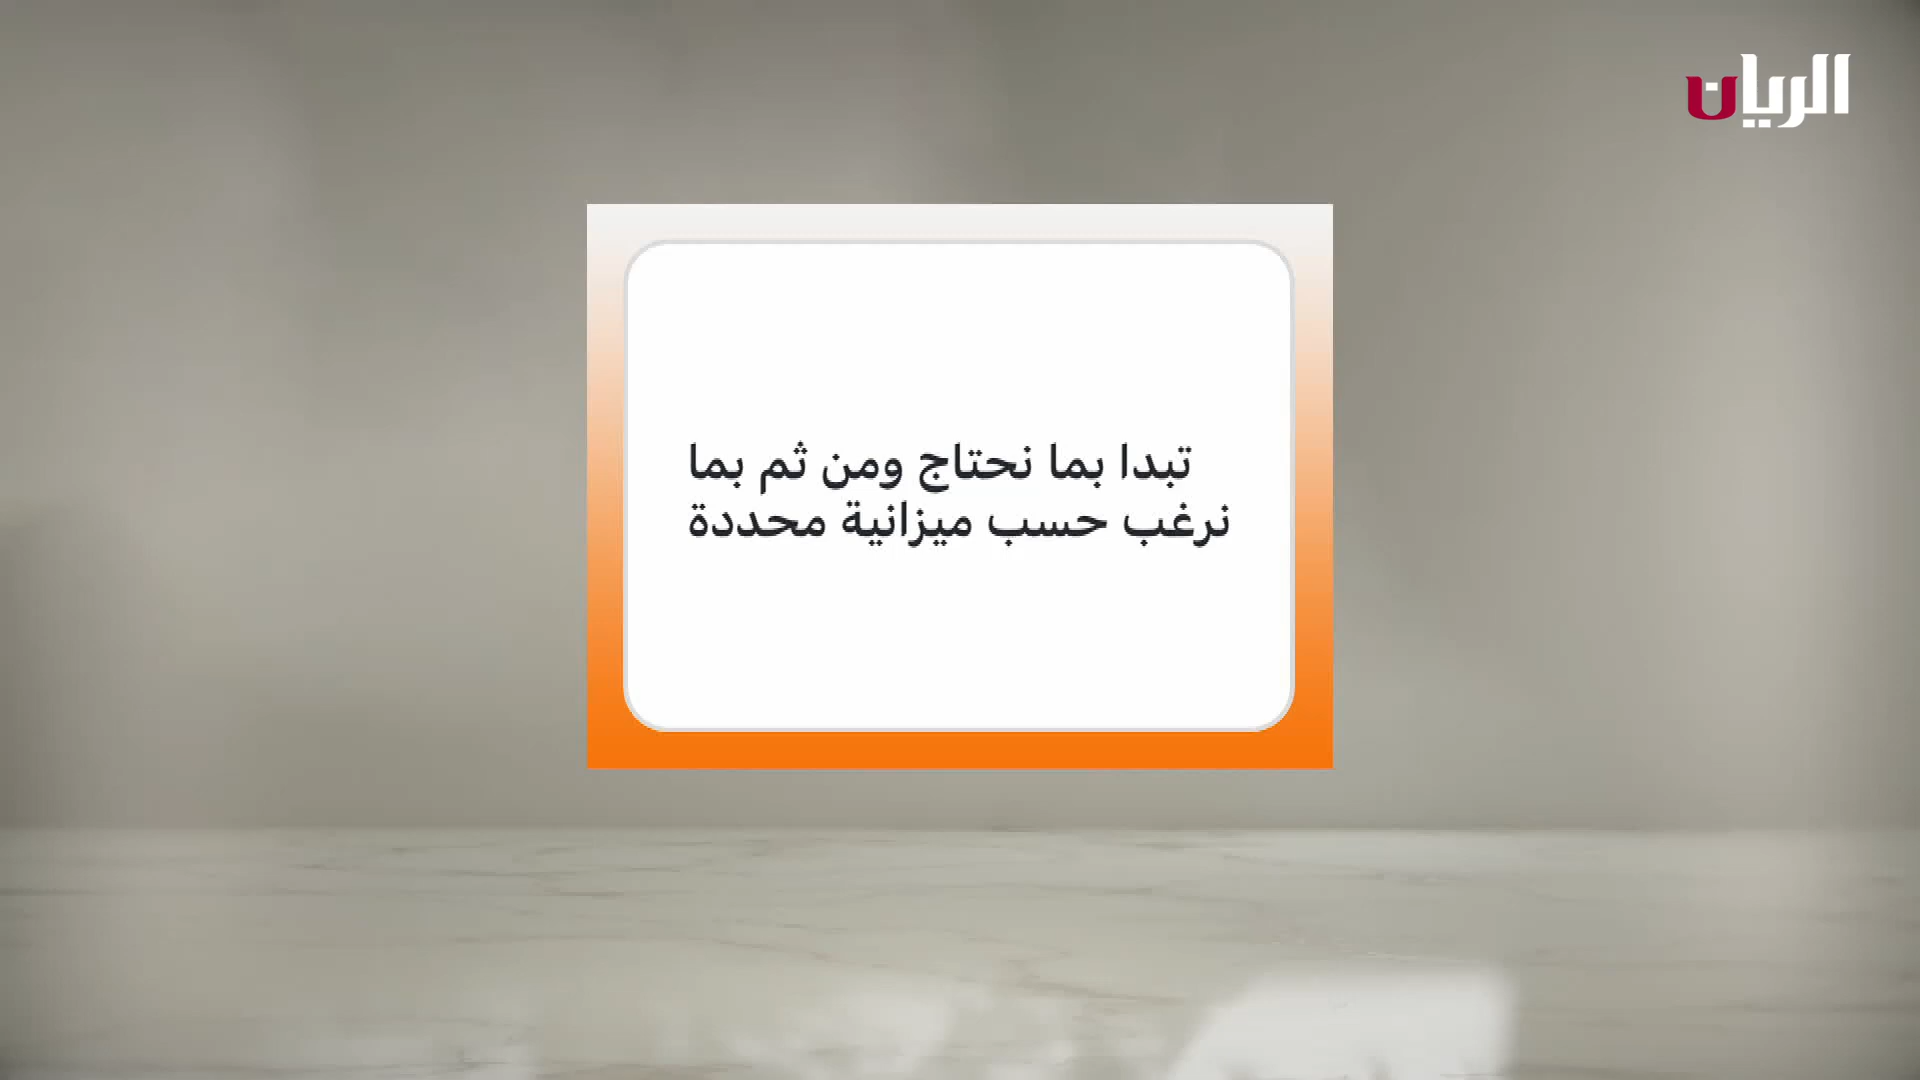 الريان
تبدا بما نحتاج ومن ثم بما
نرغب حسب ميزانية محددة